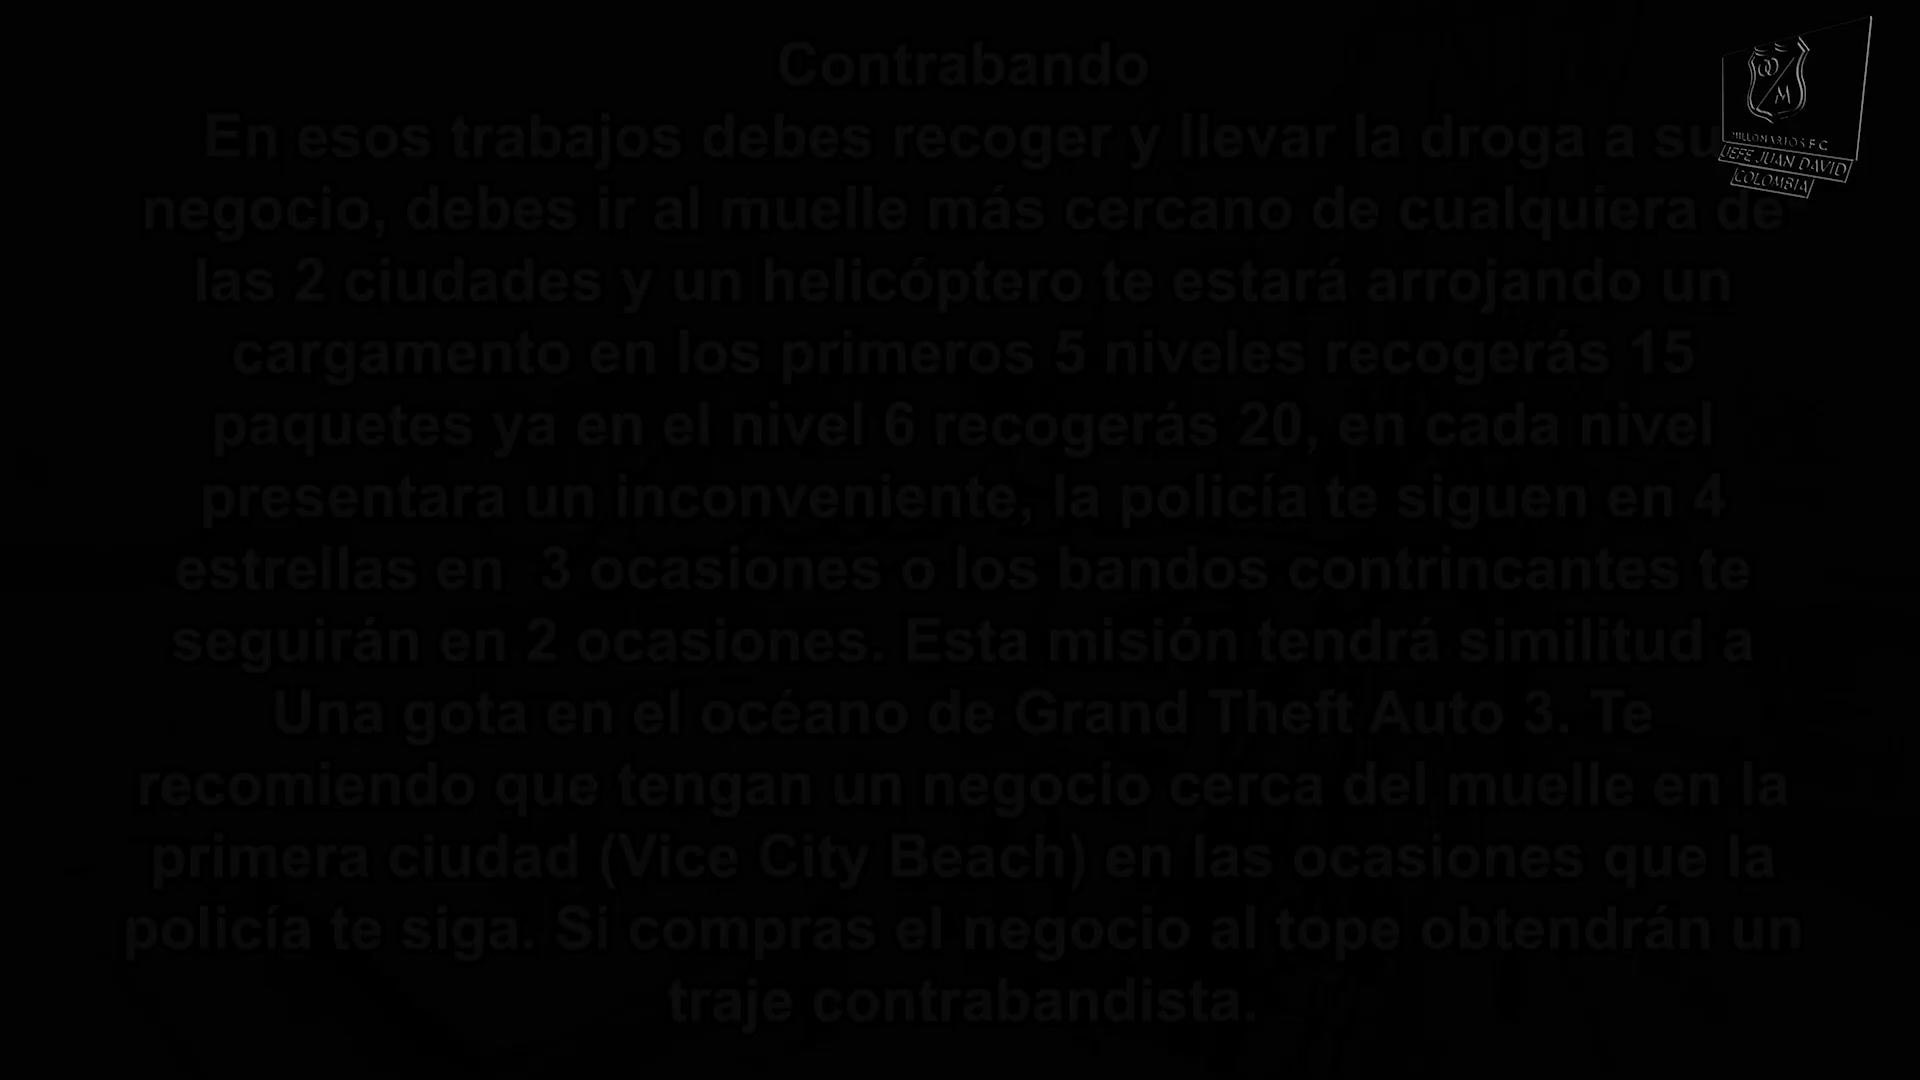 Contrabando
En esos trabajos debes recoger y llevar la droga a su
negocio, debes ir al muelle más cercano de cualquiera de
las 2 ciudades y un helicóptero te estará arrojando un
cargamento en los primeros 5 niveles recogerás 15
paquetes ya en el nivel 6 recogerás 20, en cada nivel
presentara un inconveniente, la policía te siguen en 4
estrellas en  3 ocasiones o los bandos contrincantes te
seguirán en 2 ocasiones. Esta misión tendrá similitud a
Una gota en el océano de Grand Theft Auto 3. Te
recomiendo que tengan un negocio cerca del muelle en la
primera ciudad (Vice City Beach) en las ocasiones que la
policía te siga. Si compras el negocio al tope obtendrán un
traje contrabandista.
M
MILLONARIOS F.C
JEFE JUAN DAVID
COLOMBIA